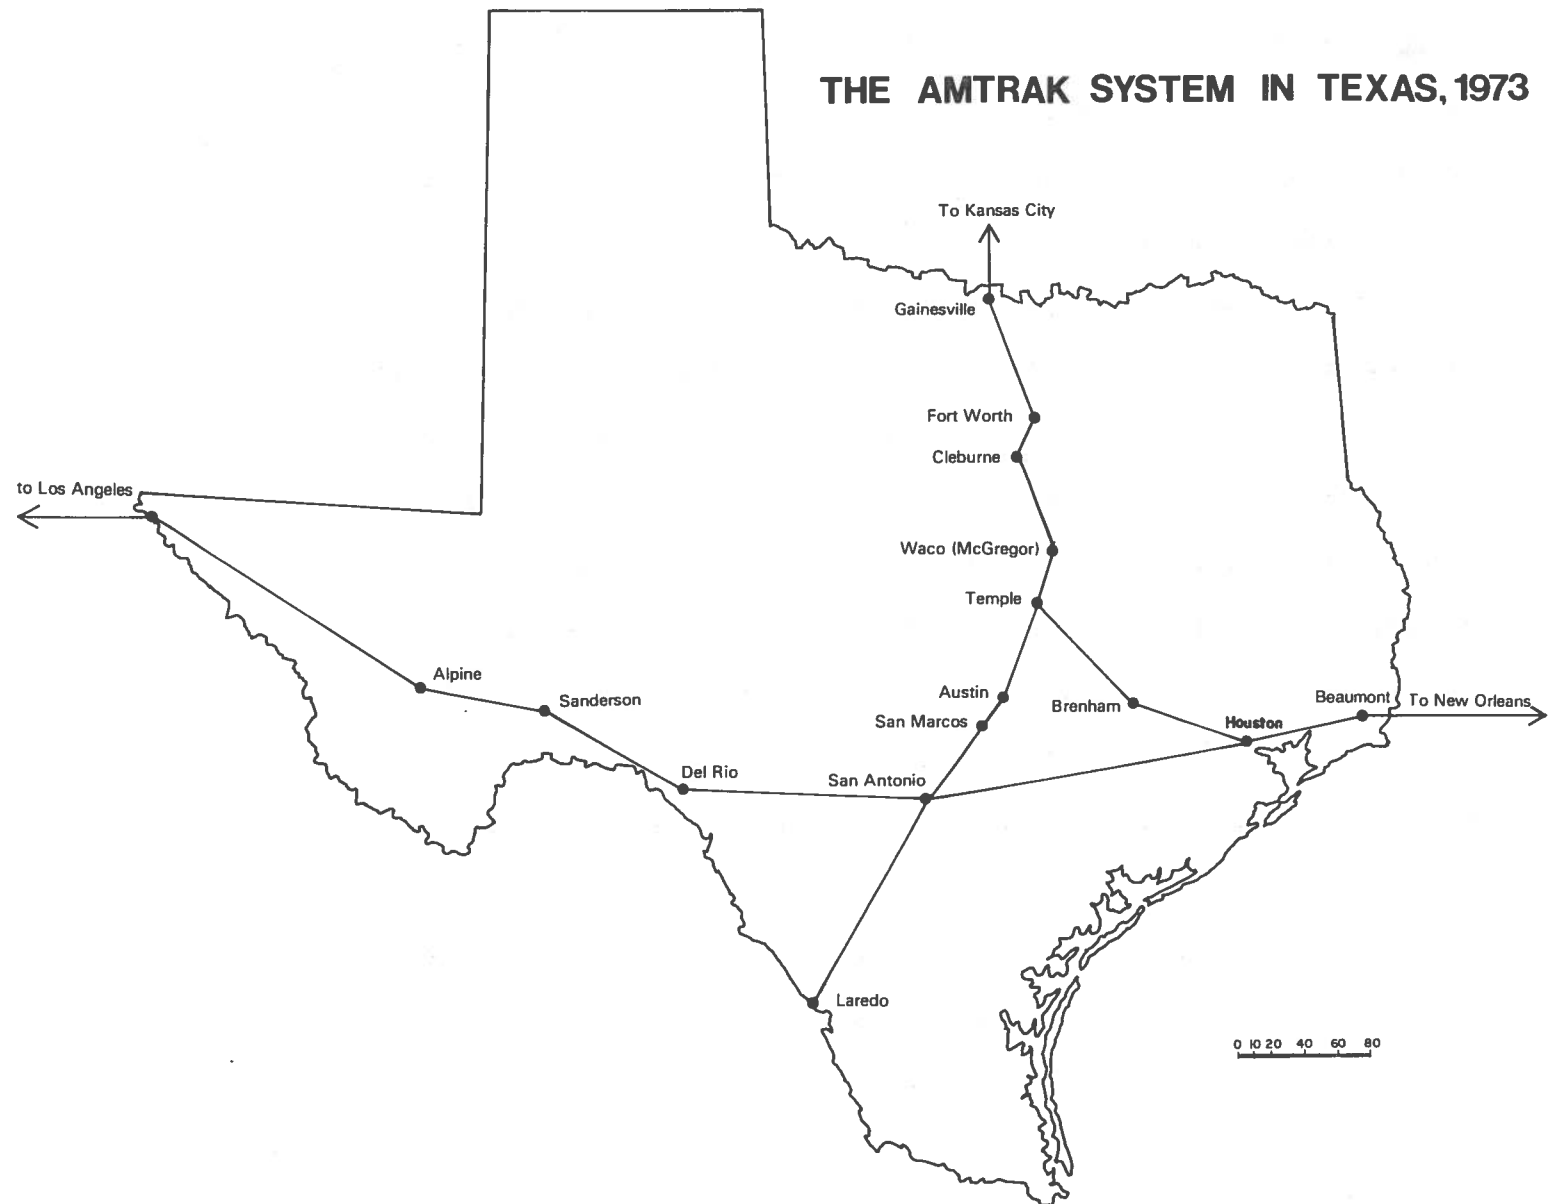 THE AMTRAK SYSTEM IN TEXAS, 1973
To Kansas City
Gainesville
Fort Worth
Cleburne
to Los Angeles
Waco (McGregor)
Temple
Alpine
Sanderson
Austin
San Marcos
Brenham
Houston
Beaumont
To New Orleans
Del Rio
San Antonio
Laredo
0 10 20 40 60 80